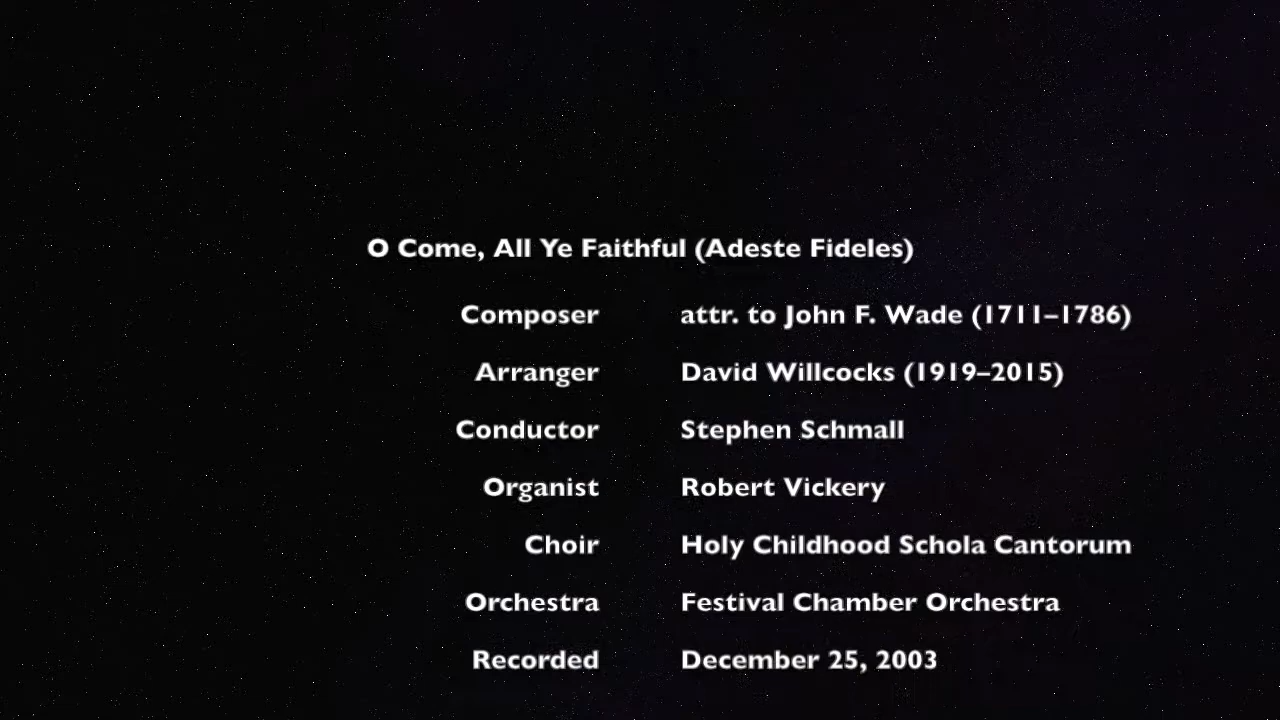 O Come, All Ye Faithful (Adeste Fideles)
Composer attr. to John F. Wade (1711–1786)
Arranger David Willcocks (1919–2015)
Conductor Stephen Schmall
Organist Robert Vickery
Choir Holy Childhood Schola Cantorum
Orchestra Festival Chamber Orchestra
Recorded December 25, 2003